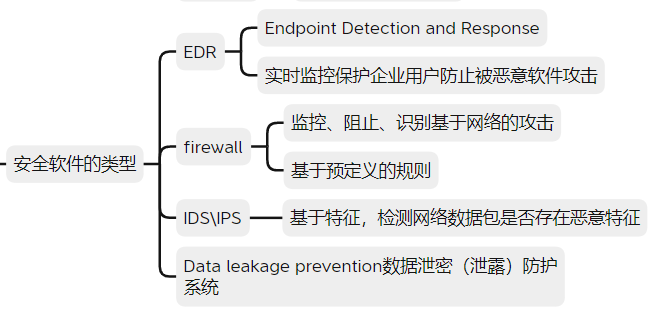 EDR
Endpoint Detection and Response
实时监控保护企业用户防止被恶意软件攻击
安全软件的类型
firewall
监控、阻止、识别基于网络的攻击
基于预定义的规则
IDS\IPS
基于特征，检测网络数据包是否存在恶意特征
Data leakage prevention数据泄密（泄露）防护
系统